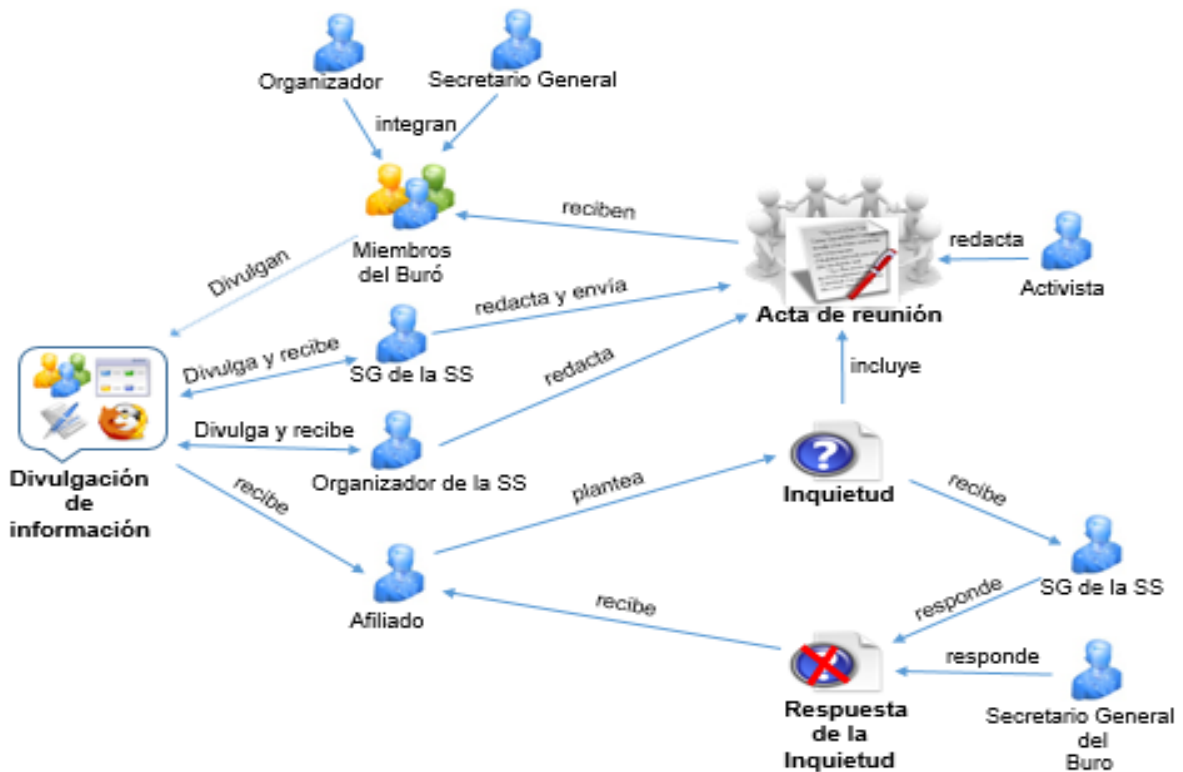 Organizador
Secretario General
integran
Miembros
del Buró
reciben
Divulgan
redacta
Activista
Acta de reunión
redacta y envía
Divulga y recibe
SG de la SS
redacta
incluye
Divulga y recibe
Organizador de la SS
Divulgación
de
información
recibe
plantea
Inquietud
recibe
SG de la SS
Afiliado
recibe
responde
responde
Respuesta
de la
Inquietud
Secretario General
del
Buro